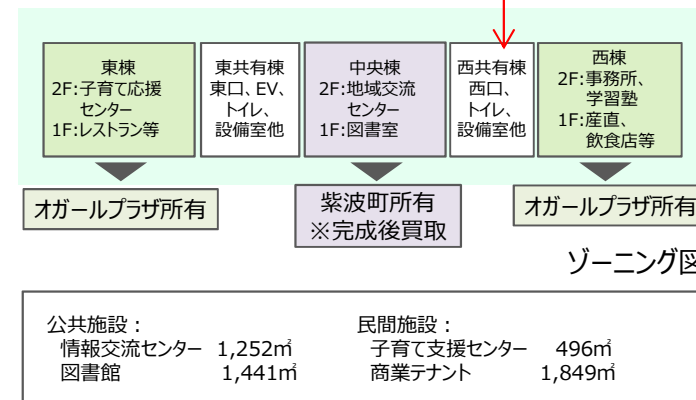 東棟
2F:子育て応援
センター
1F:レストラン等
東共有棟
東口、EV、
トイレ、
設備室他
中央棟
2F:地域交流
センター
1F:図書室
西共有棟
西口、
トイレ、
設備室他
西棟
2F:事務所、
学習塾
1F:産直、
飲食店等
オガールプラザ所有
紫波町所有
※完成後買取
オガールプラザ所有
ゾーニング図
公共施設： 民間施設：
情報交流センター 1,252㎡ 子育て支援センター 496㎡
図書館 1,441㎡ 商業テナント 1,849㎡